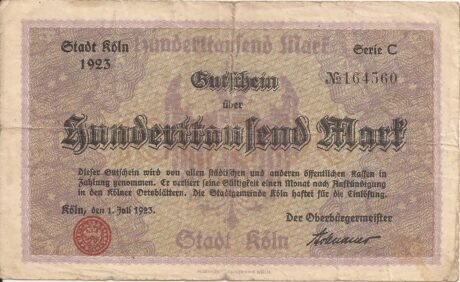 Hunderttausend Mark
Stadt Köln
1923
Serie C
№ 164560
Gutschein
über
Hunderttausend Mark
Dieser Gutschein wird von allen städtischen und anderen öffentlichen Kassen in
Zahlung genommen. Er verliert seine Gültigkeit einen Monat nach Aufkündigung
in den Kölner Ortsblättern. Die Stadtgemeinde Köln haftet für die Einlösung.
Köln, den 1. Juli 1923.
Der Oberbürgermeister
Stadt Köln